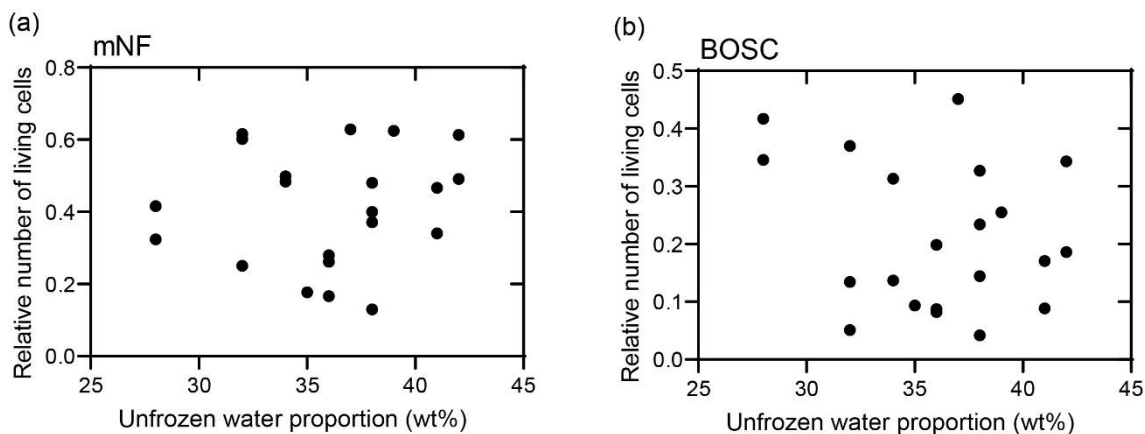 (a)
mNF
Relative number of living cells
0.8
0.6
0.4
0.2
0.0
25 30 35 40 45
Unfrozen water proportion (wt%)
(b)
BOSC
Relative number of living cells
0.5
0.4
0.3
0.2
0.1
0.0
25 30 35 40 45
Unfrozen water proportion (wt%)